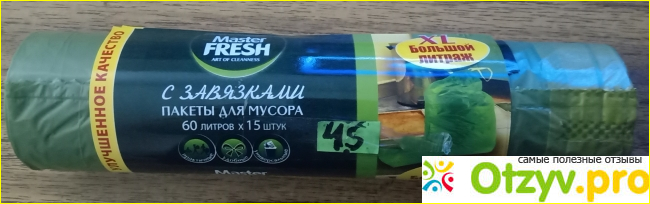 УЛУЧШЕННОЕ КАЧЕСТВО
Master
FRESH
ART OF CLEANNESS
С ЗАВЯЗКАМИ
ПАКЕТЫ ДЛЯ МУСОРА
60 ЛИТРОВ х 15 ШТУК
XL
Большой
литраж
45
Master
самые полезные отзывы
Otzyv.pro